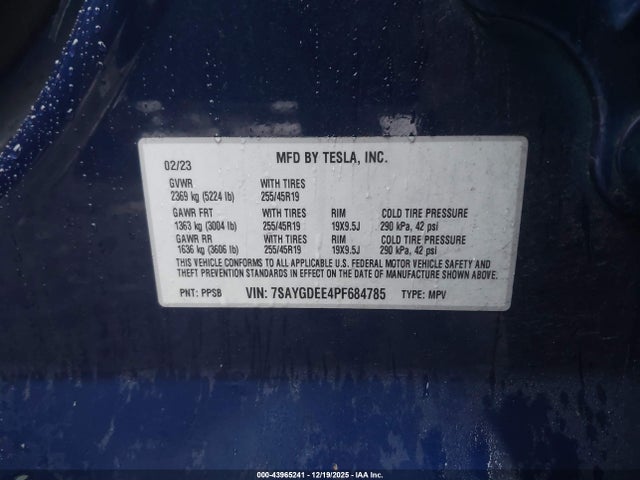 02/23 MFD BY TESLA, INC.
GVWR WITH TIRES
2369 kg (5224 lb) 255/45R19
GAWR FRT WITH TIRES RIM COLD TIRE PRESSURE
1363 kg (3004 lb) 255/45R19 19X9.5J 290 kPa, 42 psi
GAWR RR WITH TIRES RIM COLD TIRE PRESSURE
1636 kg (3606 lb) 255/45R19 19X9.5J 290 kPa, 42 psi
THIS VEHICLE CONFORMS TO ALL APPLICABLE U.S. FEDERAL MOTOR VEHICLE SAFETY AND
THEFT PREVENTION STANDARDS IN EFFECT ON THE DATE OF MANUFACTURE SHOWN ABOVE.
PNT: PPSB VIN: 7SAYGDEE4PF684785 TYPE: MPV
000-43965241 - 12/19/2025 - IAA Inc.